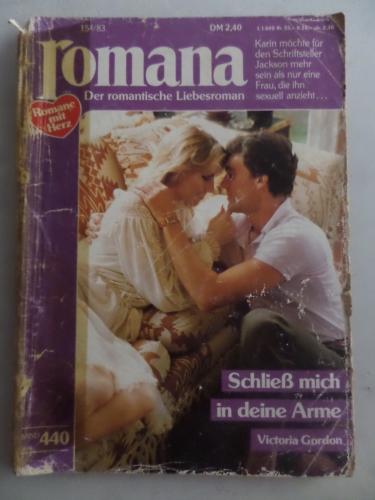 154/83
DM 2,40
romana
Der romantische Liebesroman
Karin möchte für
den Schriftsteller
Jackson mehr
sein als nur eine
Frau, die ihn
sexuell anzieht...
Romane
mit
Herz
Schließ mich
in deine Arme
Victoria Gordon
BAND 440